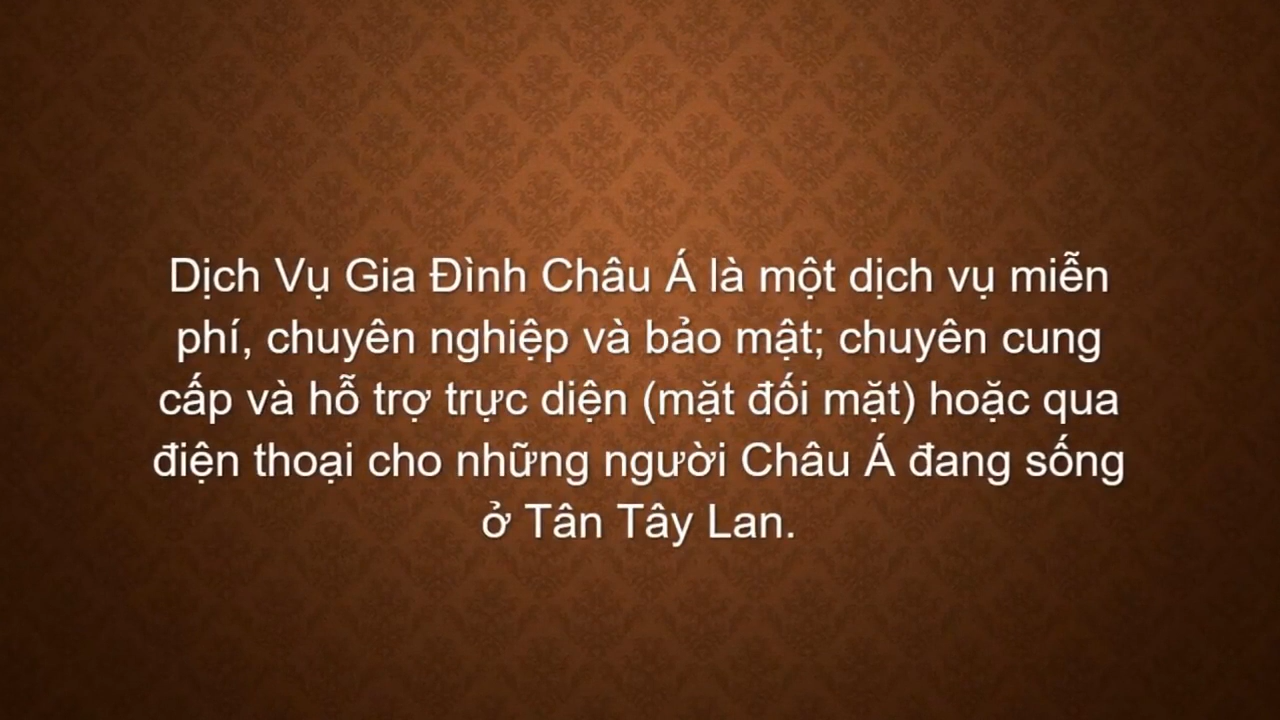 Dịch Vụ Gia Đình Châu Á là một dịch vụ miễn
phí, chuyên nghiệp và bảo mật; chuyên cung
cấp và hỗ trợ trực diện (mặt đối mặt) hoặc qua
điện thoại cho những người Châu Á đang sống
ở Tân Tây Lan.